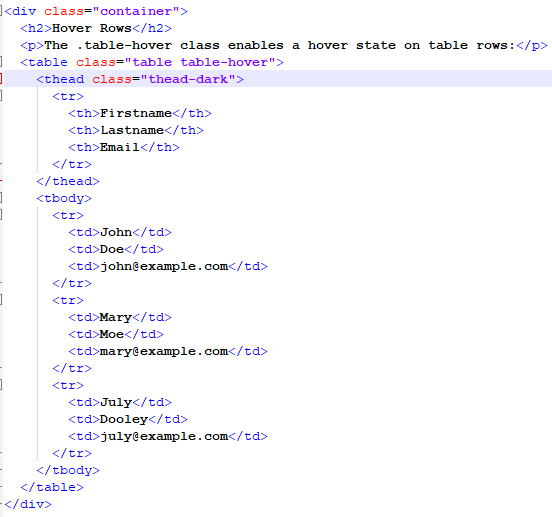 <div class="container">
<h2>Hover Rows</h2>
<p>The .table-hover class enables a hover state on table rows:</p>
<table class="table table-hover">
<thead class="thead-dark">
<tr>
<th>Firstname</th>
<th>Lastname</th>
<th>Email</th>
</tr>
</thead>
<tbody>
<tr>
<td>John</td>
<td>Doe</td>
<td>john@example.com</td>
</tr>
<tr>
<td>Mary</td>
<td>Moe</td>
<td>mary@example.com</td>
</tr>
<tr>
<td>July</td>
<td>Dooley</td>
<td>july@example.com</td>
</tr>
</tbody>
</table>
</div>